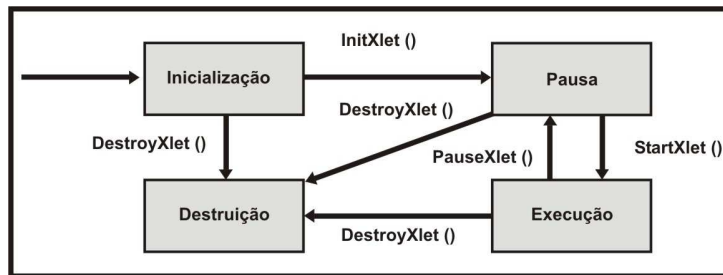 InitXlet ()
Inicialização
Pausa
DestroyXlet ()
DestroyXlet ()
PauseXlet ()
StartXlet ()
Destruição
Execução
DestroyXlet ()